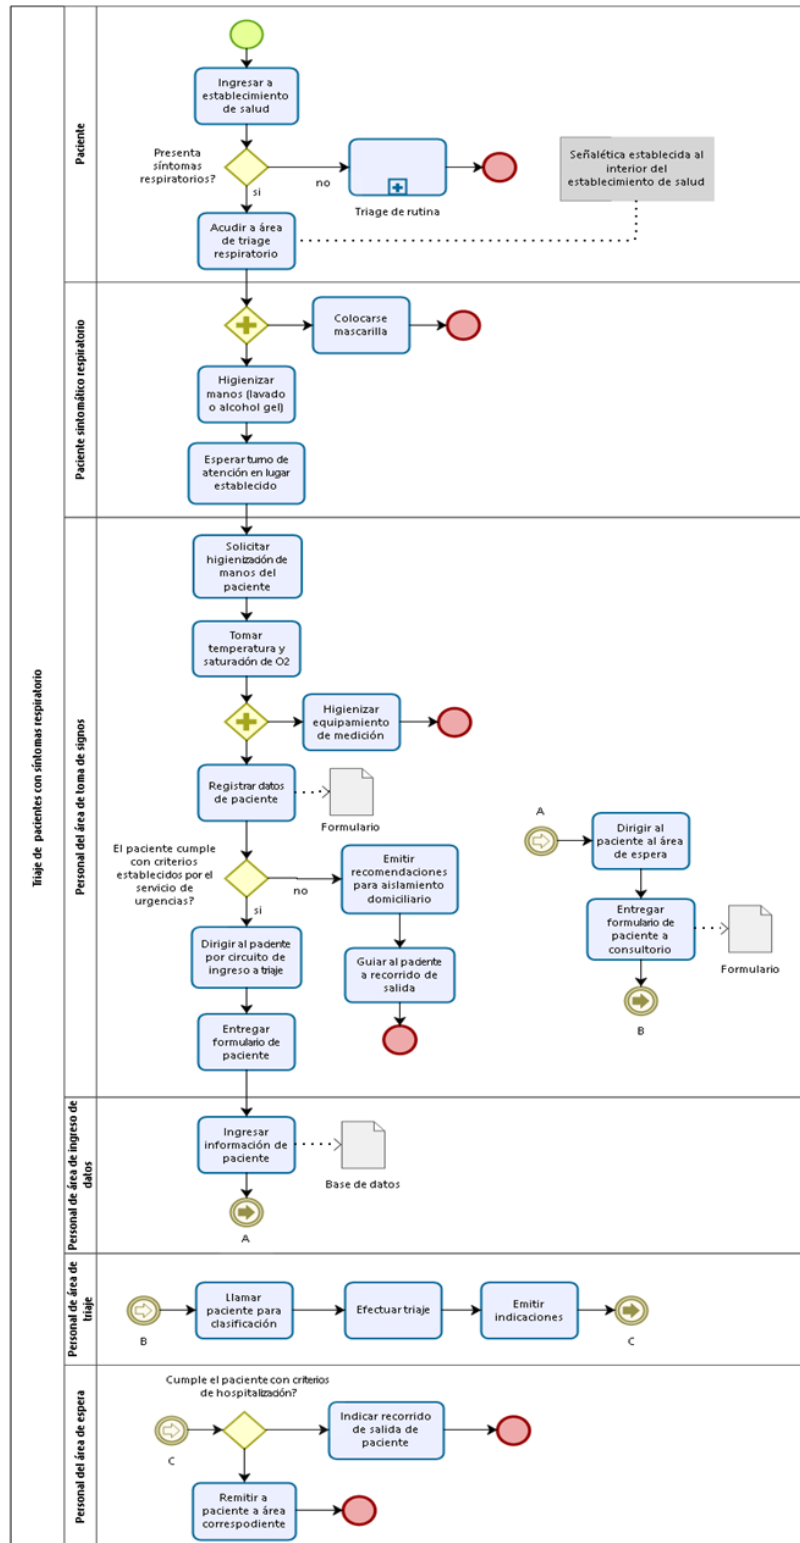 Triaje de pacientes con síntomas respiratorio
Paciente
Ingresar a
establecimiento
de salud
Presenta
síntomas
respiratorios?
no
si
Triage de rutina
Señalética establecida al
interior del
establecimiento de salud
Acudir a área
de triage
respiratorio
Paciente sintomático respiratorio
Colocarse
mascarilla
Higienizar
manos (lavado
o alcohol gel)
Esperar turno de
atención en lugar
establecido
Personal del área de toma de signos
Solicitar
higienización de
manos del
paciente
Tomar
temperatura y
saturación de O2
Higienizar
equipamiento
de medición
Registrar datos
de paciente
Formulario
El paciente cumple
con criterios
establecidos por el
servicio de
urgencias?
no
si
Emitir
recomendaciones
para aislamiento
domiciliario
Guiar al paciente
a recorrido de
salida
Dirigir al paciente
por circuito de
ingreso a triaje
Entregar
formulario de
paciente
A
Dirigir al
paciente al área
de espera
Entregar
formulario de
paciente a
consultorio
Formulario
B
Personal de área de ingreso de
datos
Ingresar
información de
paciente
Base de datos
A
Personal de área de
triaje
B
Llamar
paciente para
clasificación
Efectuar triaje
Emitir
indicaciones
C
Personal del área de espera
Cumple el paciente con criterios
de hospitalización?
C
Indicar recorrido
de salida de
paciente
Remitir a
paciente a área
correspodiente